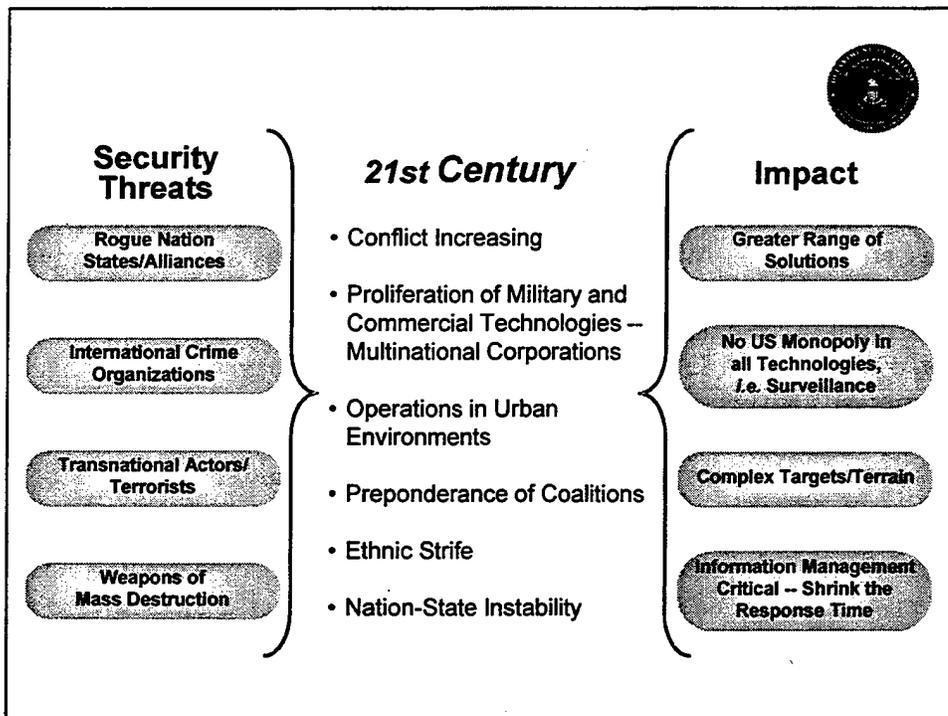 Security
Threats
Rogue Nation
States/Alliances
International Crime
Organizations
Transnational Actors/
Terrorists
Weapons of
Mass Destruction
21st Century
• Conflict Increasing
• Proliferation of Military and
Commercial Technologies --
Multinational Corporations
• Operations in Urban
Environments
• Preponderance of Coalitions
• Ethnic Strife
• Nation-State Instability
Impact
Greater Range of
Solutions
No US Monopoly in
all Technologies,
i.e. Surveillance
Complex Targets/Terrain
Information Management
Critical -- Shrink the
Response Time